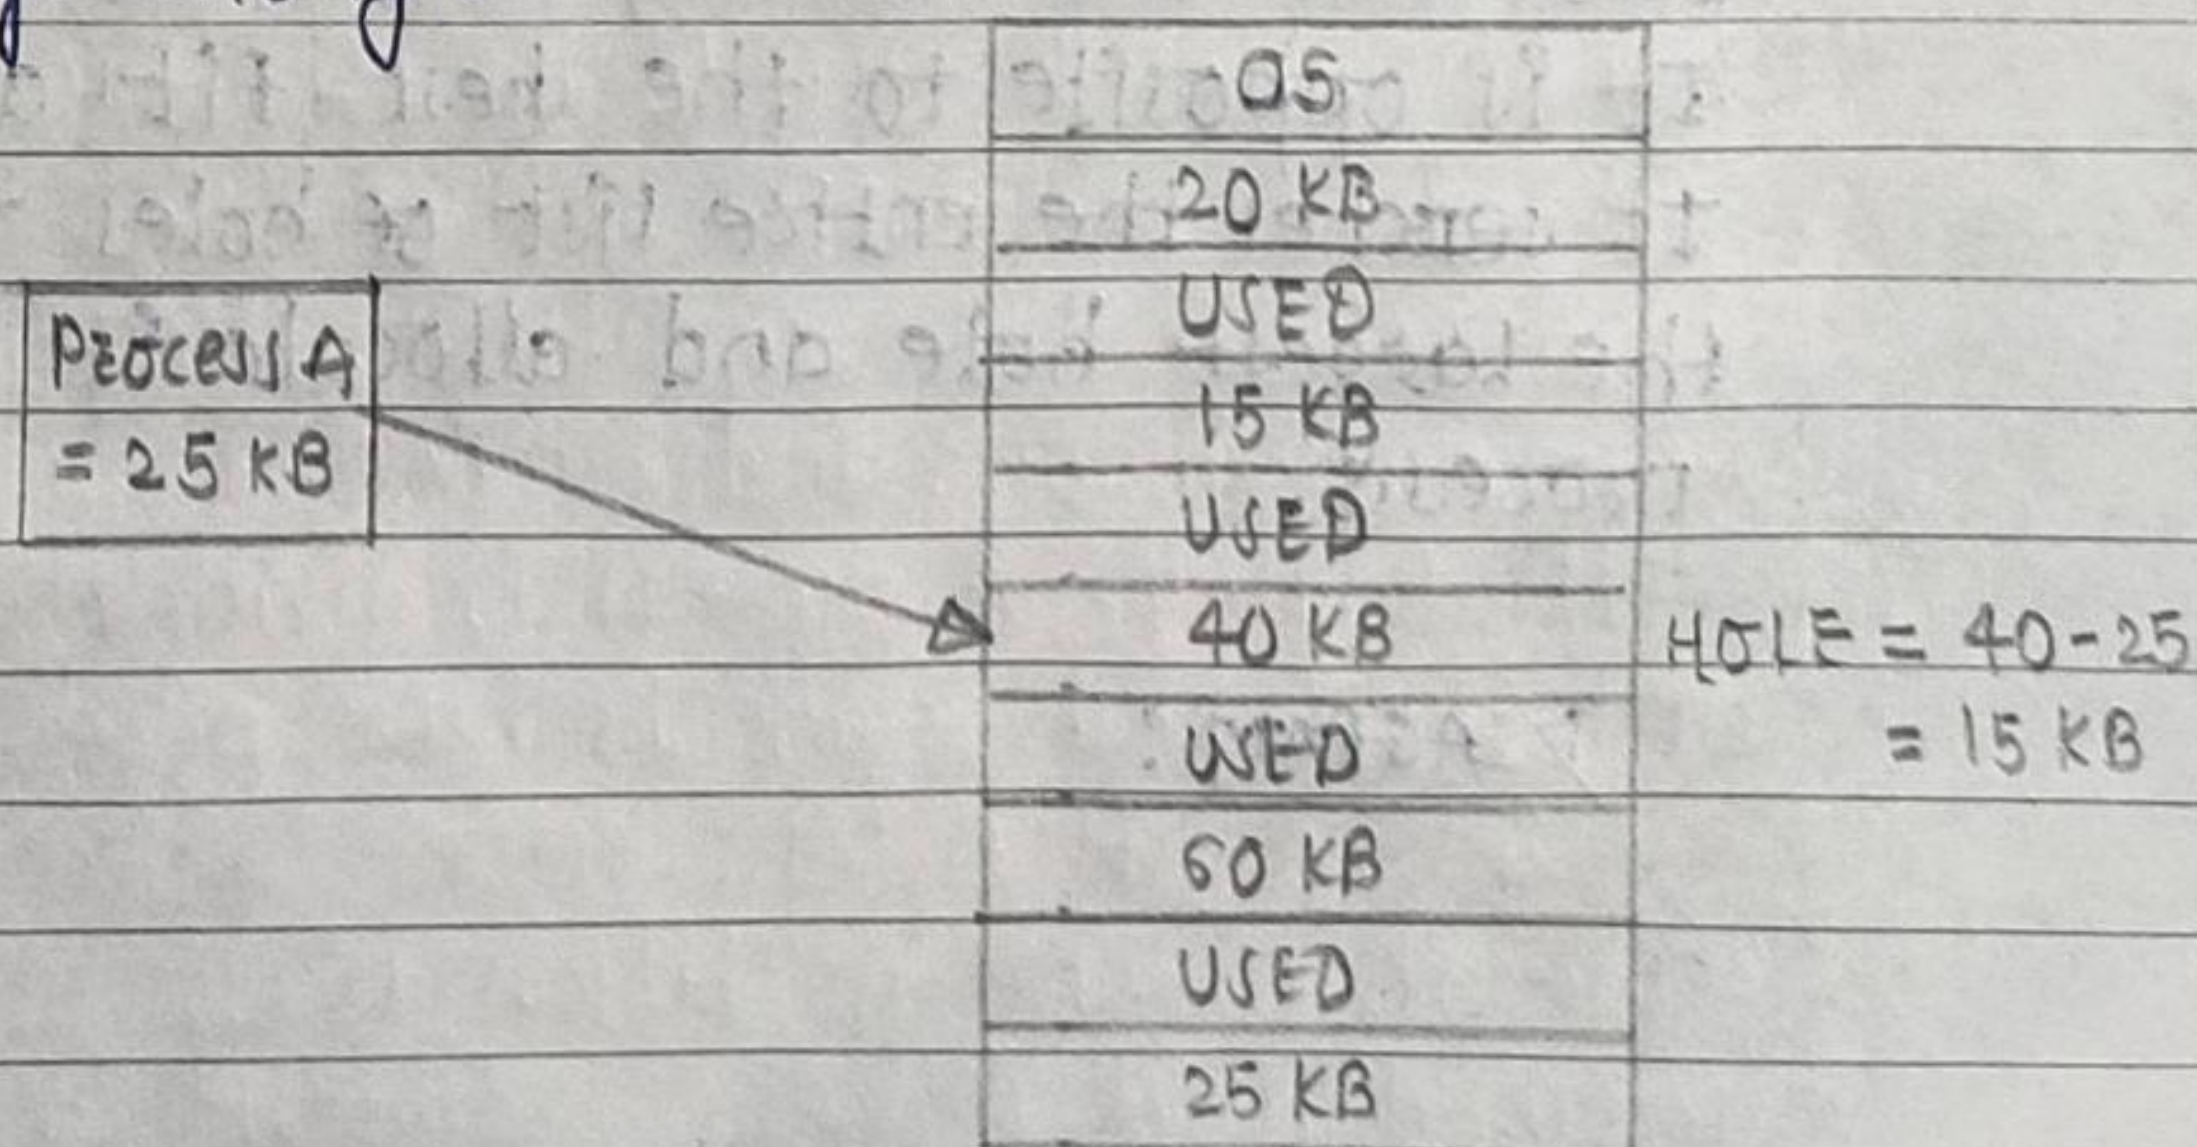 OS
20 KB
USED
PROCESS A
= 25 KB
15 KB
USED
40 KB
HOLE = 40-25
= 15 KB
USED
60 KB
USED
25 KB